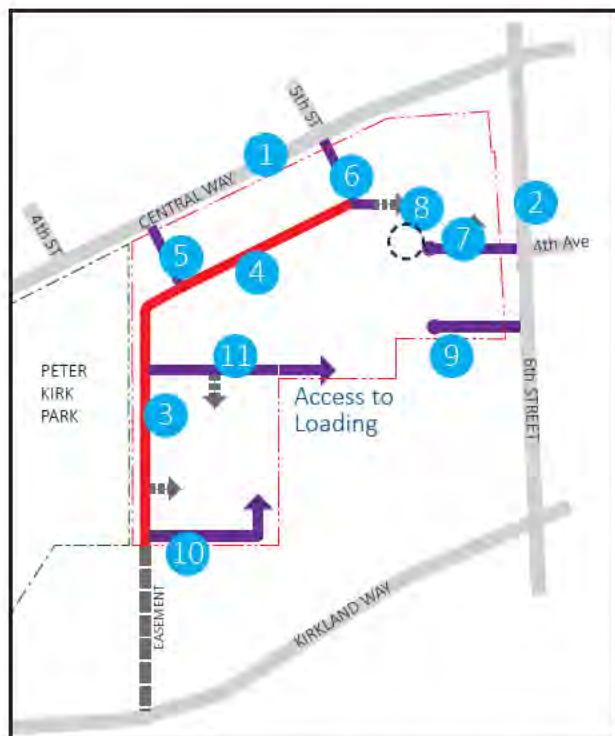 5th ST
1
CENTRAL WAY
6
4th ST
8
2
7
4th Ave
5
4
9
11
PETER
KIRK
PARK
Access to
Loading
6th STREET
3
10
EASEMENT
KIRKLAND WAY